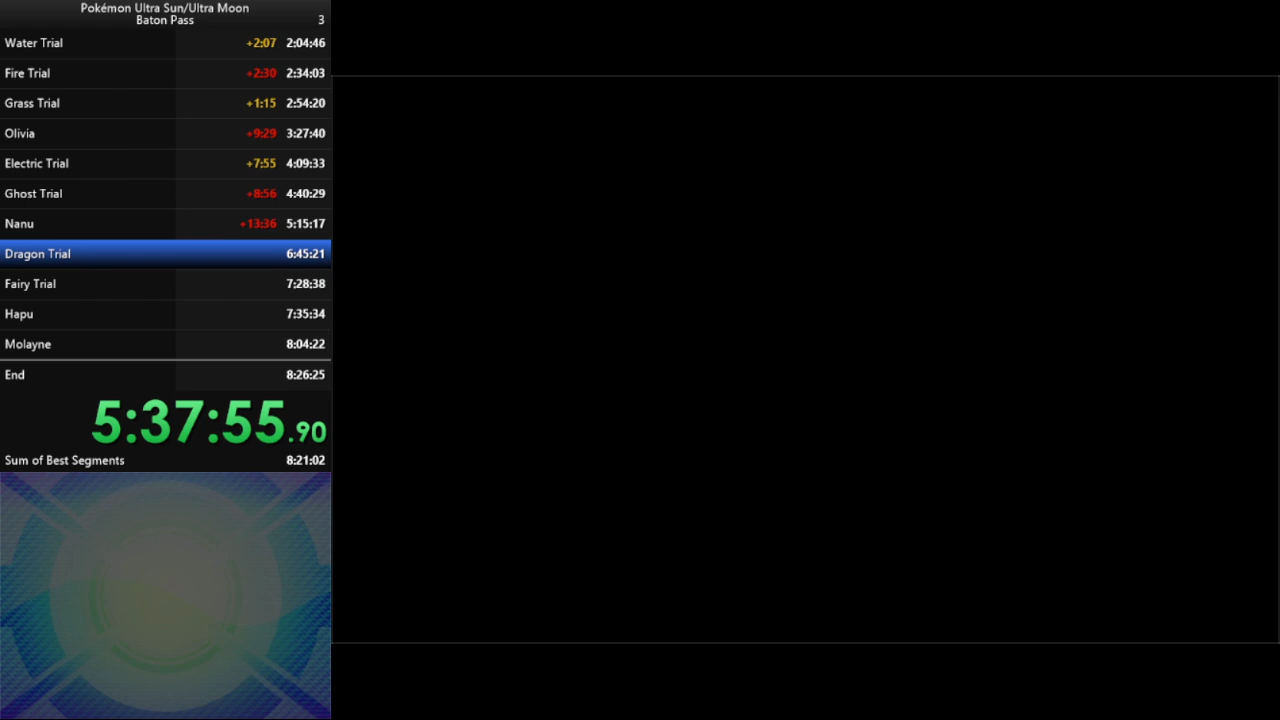 Pokémon Ultra Sun/Ultra Moon
Baton Pass 3
Water Trial +2:07 2:04:46
Fire Trial +2:30 2:34:03
Grass Trial +1:15 2:54:20
Olivia +9:29 3:27:40
Electric Trial +7:55 4:09:33
Ghost Trial +8:56 4:40:29
Nanu +13:36 5:15:17
Dragon Trial 6:45:21
Fairy Trial 7:28:38
Hapu 7:35:34
Molayne 8:04:22
End 8:26:25
5:37:55.90
Sum of Best Segments 8:21:02